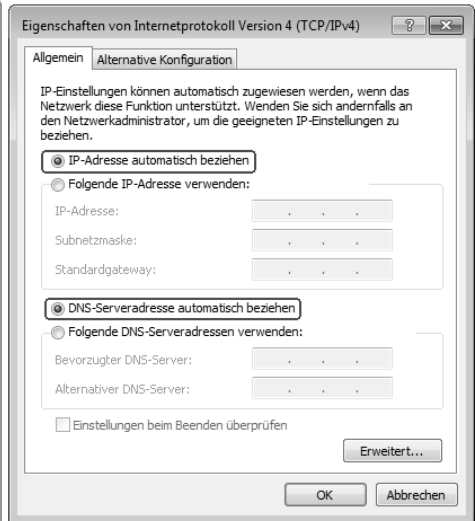 Eigenschaften von Internetprotokoll Version 4 (TCP/IPv4)
Allgemein Alternative Konfiguration
IP-Einstellungen können automatisch zugewiesen werden, wenn das
Netzwerk diese Funktion unterstützt. Wenden Sie sich andernfalls an
den Netzwerkadministrator, um die geeigneten IP-Einstellungen zu
beziehen.
IP-Adresse automatisch beziehen
Folgende IP-Adresse verwenden:
IP-Adresse: . . .
Subnetzmaske: . . .
Standardgateway: . . .
DNS-Serveradresse automatisch beziehen
Folgende DNS-Serveradressen verwenden:
Bevorzugter DNS-Server: . . .
Alternativer DNS-Server: . . .
Einstellungen beim Beenden überprüfen
Erweitert...
OK Abbrechen